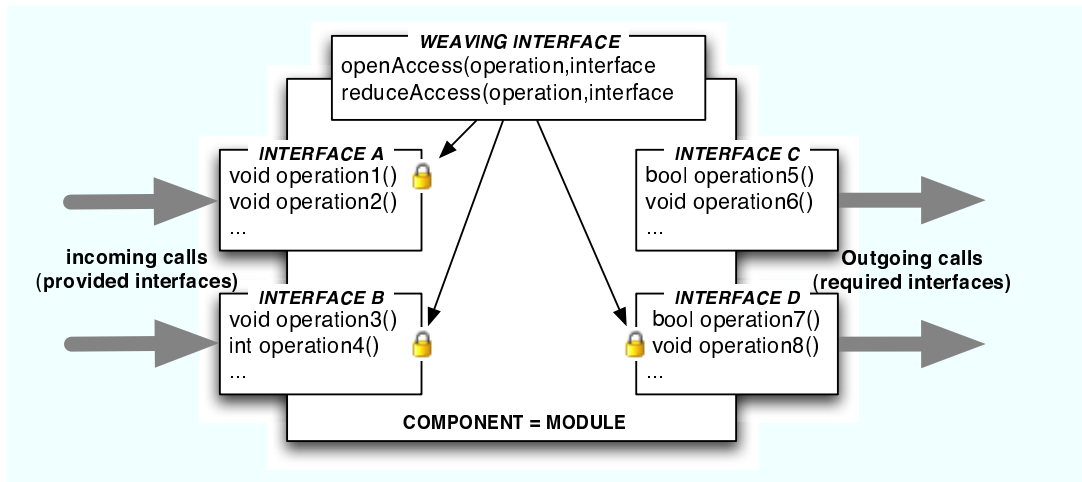 WEAVING INTERFACE
openAccess(operation,interface
reduceAccess(operation,interface
INTERFACE A
void operation1()
void operation2()
...
INTERFACE C
bool operation5()
void operation6()
...
incoming calls
(provided interfaces)
Outgoing calls
(required interfaces)
INTERFACE B
void operation3()
int operation4()
...
INTERFACE D
bool operation7()
void operation8()
...
COMPONENT = MODULE